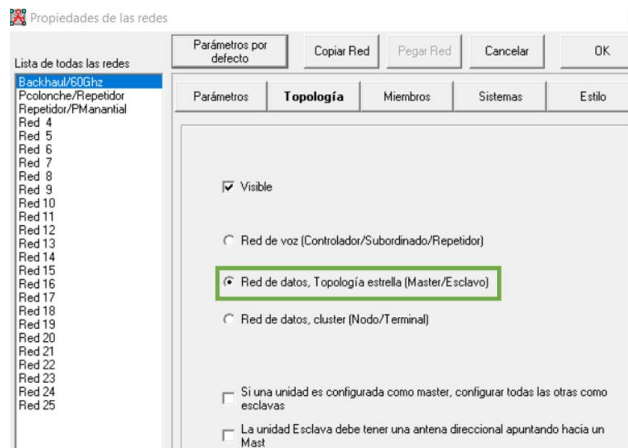 Propiedades de las redes
Parámetros por
defecto
Copiar Red
Pegar Red
Cancelar
OK
Lista de todas las redes
Backhaul/60Ghz
Pcolonche/Repetidor
Repetidor/PManantial
Red 4
Red 5
Red 6
Red 7
Red 8
Red 9
Red 10
Red 11
Red 12
Red 13
Red 14
Red 15
Red 16
Red 17
Red 18
Red 19
Red 20
Red 21
Red 22
Red 23
Red 24
Red 25
Parámetros
Topología
Miembros
Sistemas
Estilo
Visible
Red de voz (Controlador/Subordinado/Repetidor)
Red de datos, Topología estrella (Master/Esclavo)
Red de datos, cluster (Nodo/Terminal)
Si una unidad es configurada como master, configurar todas las otras como
esclavas
La unidad Esclava debe tener una antena direccional apuntando hacia un
Mast